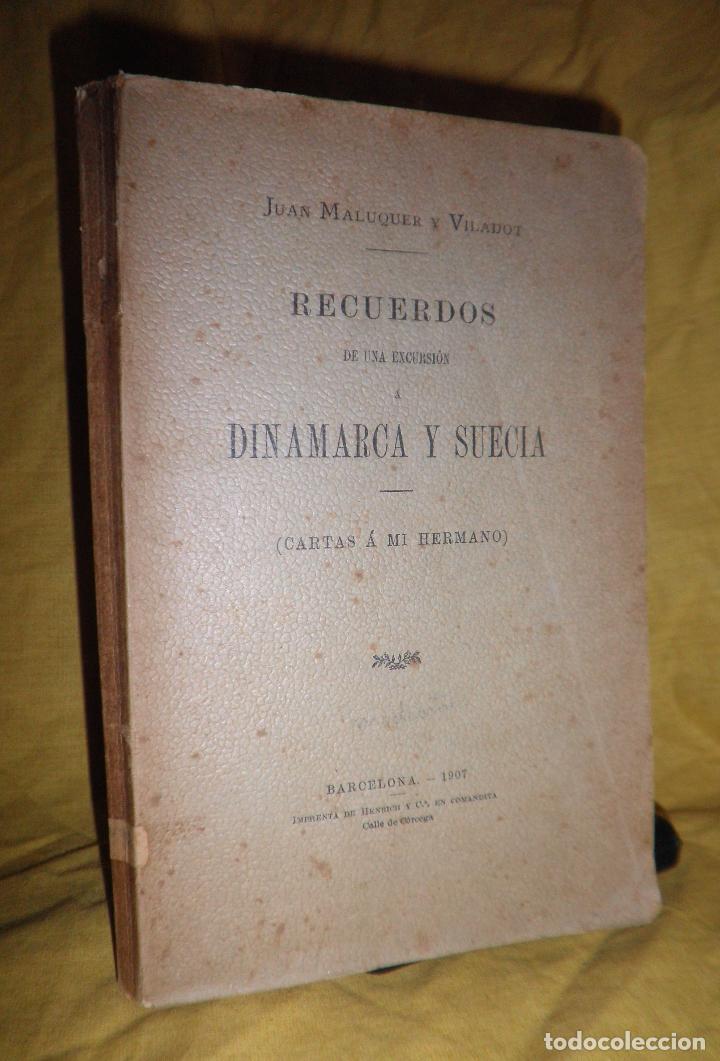 JUAN MALUQUER Y VILADOT
RECUERDOS
DE UNA EXCURSIÓN
Á
DINAMARCA Y SUECIA
(CARTAS Á MI HERMANO)
BARCELONA. – 1907
IMPRENTA DE HENRICH Y Cª. EN COMANDITA
Calle de Córcega
todocoleccion